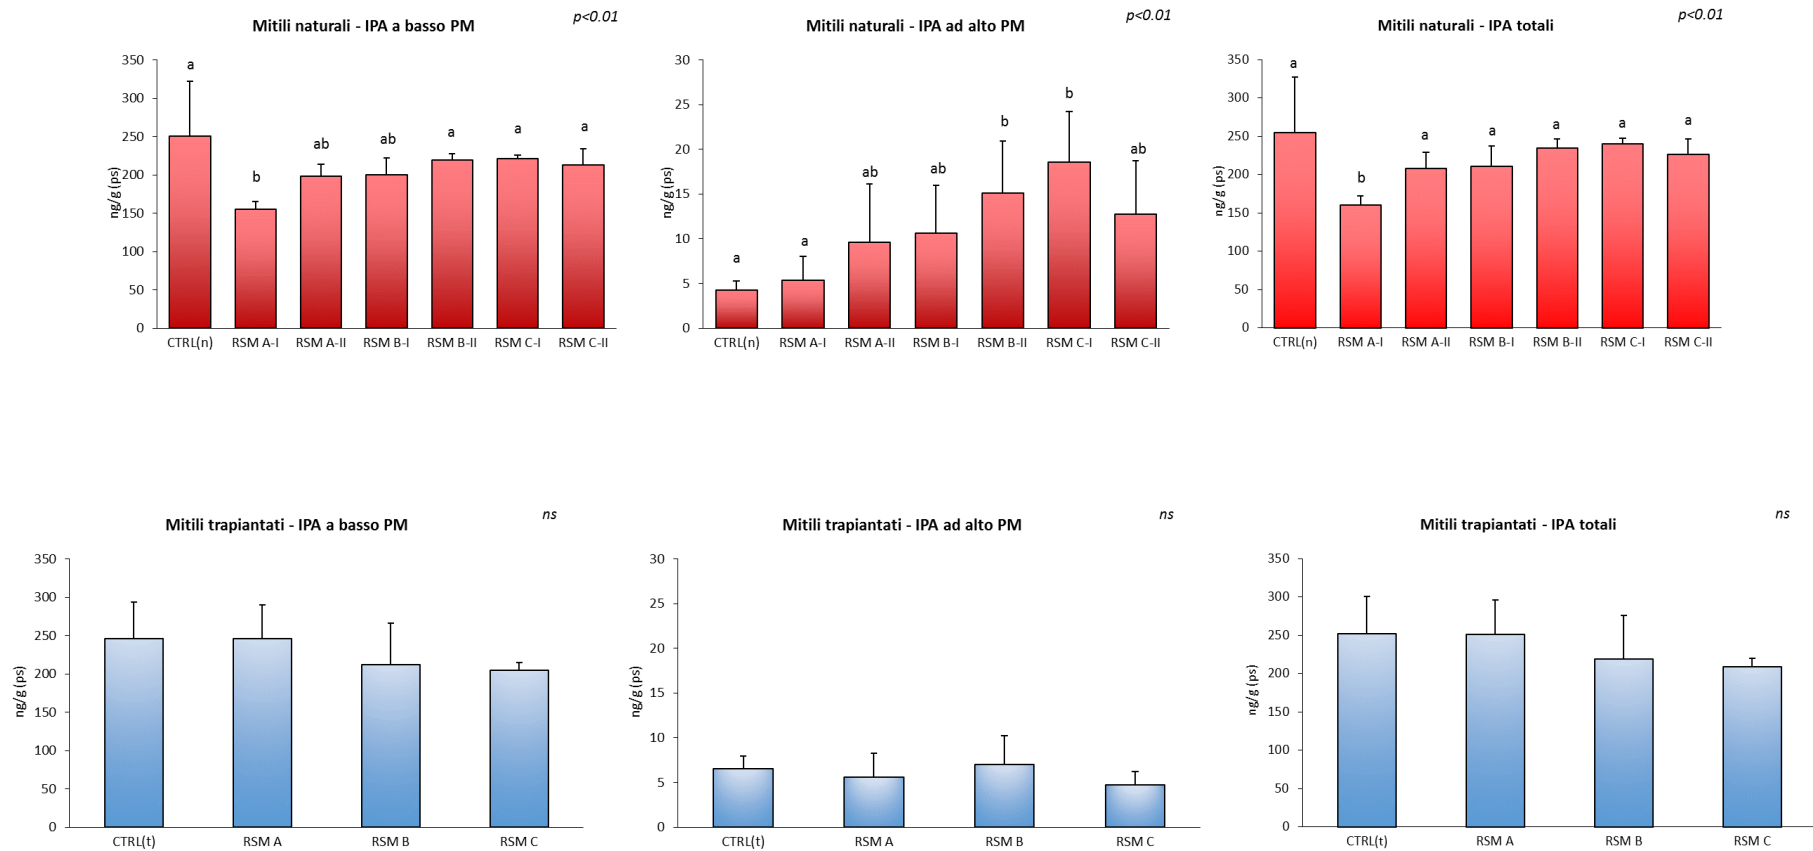 Mitili naturali - IPA a basso PM
p<0.01
350
300
250
200
150
100
50
0
ng/g (ps)
a
b
ab
ab
a
a
a
CTRL(n) RSM A-I RSM A-II RSM B-I RSM B-II RSM C-I RSM C-II
Mitili naturali - IPA ad alto PM
p<0.01
30
25
20
15
10
5
0
ng/g (ps)
a
a
ab
ab
b
b
ab
CTRL(n) RSM A-I RSM A-II RSM B-I RSM B-II RSM C-I RSM C-II
Mitili naturali - IPA totali
p<0.01
350
300
250
200
150
100
50
0
ng/g (ps)
a
b
a
a
a
a
a
CTRL(n) RSM A-I RSM A-II RSM B-I RSM B-II RSM C-I RSM C-II
Mitili trapiantati - IPA a basso PM
ns
350
300
250
200
150
100
50
0
ng/g (ps)
CTRL(t) RSM A RSM B RSM C
Mitili trapiantati - IPA ad alto PM
ns
30
25
20
15
10
5
0
ng/g (ps)
CTRL(t) RSM A RSM B RSM C
Mitili trapiantati - IPA totali
ns
350
300
250
200
150
100
50
0
ng/g (ps)
CTRL(t) RSM A RSM B RSM C